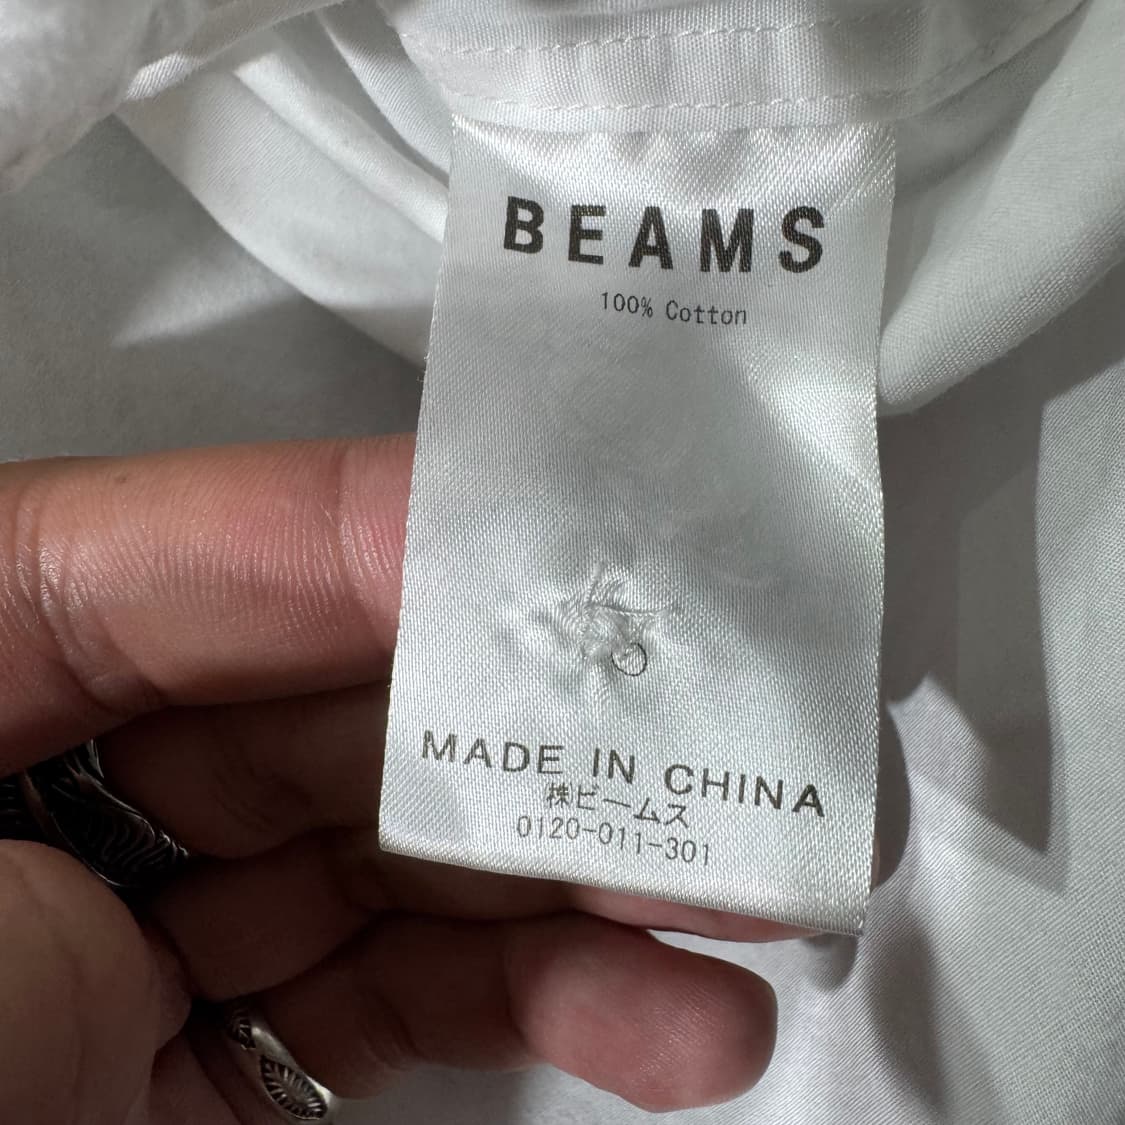 BEAMS
100% Cotton
MADE IN CHINA
㈱ビームス
0120-011-301